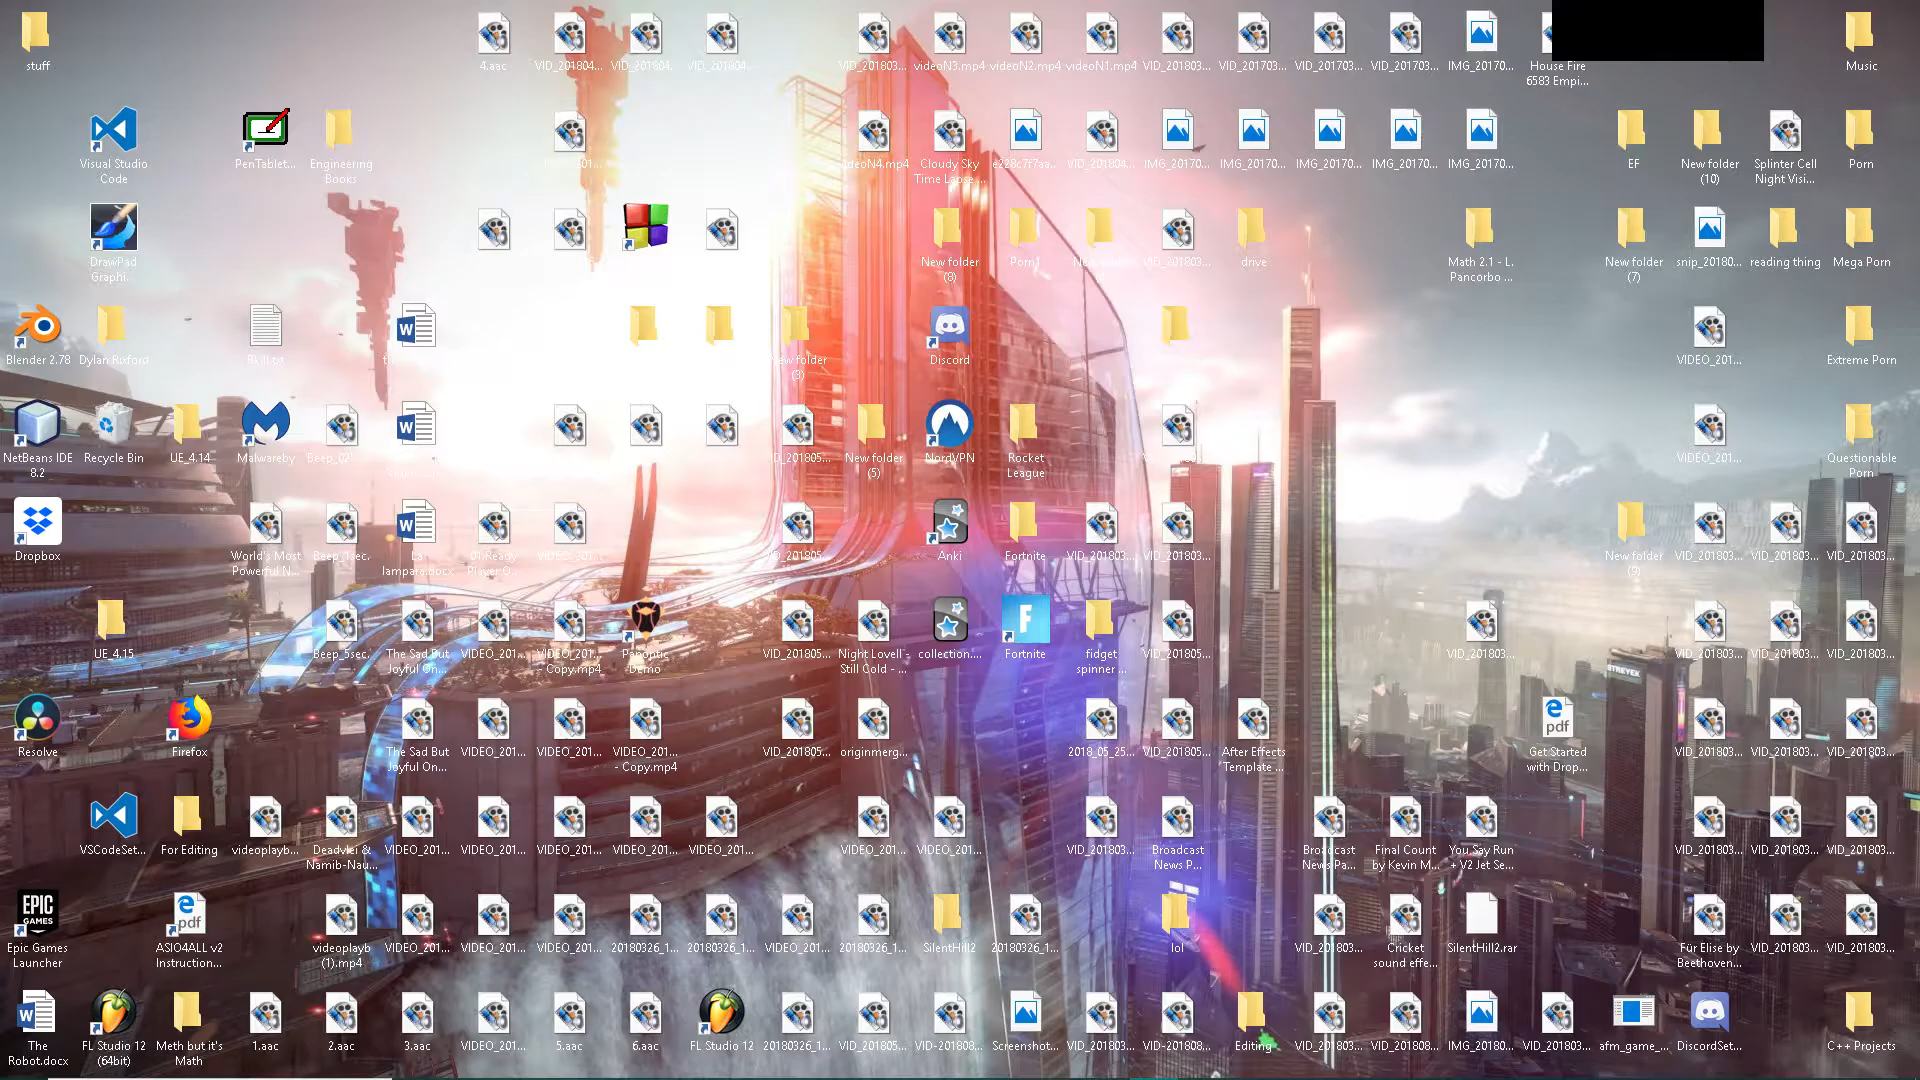 stuff
4.aac
VID_201804...
VID_201804...
VID_201804...
VID_201803...
videoN3.mp4
videoN2.mp4
videoN1.mp4
VID_201803...
VID_201703...
VID_201703...
VID_201703...
IMG_20170...
House Fire
6583 Empi...
Music
Visual Studio
Code
PenTablet...
Engineering
Books
Cloudy Sky
Time Lapse ...
e228c7f7aa...
VID_201804...
IMG_20170...
IMG_20170...
IMG_20170...
IMG_20170...
IMG_20170...
EF
New folder
(10)
Splinter Cell
Night Visi...
Porn
DrawPad
Graphi...
New folder
(8)
Porn1
VID_201803...
drive
Math 2.1 - L.
Pancorbo ...
New folder
(7)
snip_20180...
reading thing
Mega Porn
Blender 2.78
Dylan Rixford
Discord
VIDEO_201...
Extreme Porn
NetBeans IDE
8.2
Recycle Bin
UE_4.14
Malwareby
New folder
(5)
NordVPN
Rocket
League
VIDEO_201...
Questionable
Porn
Dropbox
World's Most
Powerful N...
Beep_1sec.
La
lampara.docx
01 Ready
Player O...
VIDEO_201...
Anki
Fortnite
VID_201803...
VID_201803...
New folder
(9)
VID_201803...
VID_201803...
VID_201803...
UE_4.15
Beep_5sec.
The Sad But
Joyful On...
VIDEO_201...
VIDEO_201...
- Copy.mp4
Panoptic
Demo
VID_201805...
Night Lovell -
Still Cold - ...
collection....
Fortnite
F
fidget
spinner ...
VID_201805...
VID_201803...
VID_201803...
VID_201803...
VID_201803...
Resolve
Firefox
The Sad But
Joyful On...
VIDEO_201...
VIDEO_201...
VIDEO_201...
- Copy.mp4
VID_201805...
originmerg...
2018_05_25...
VID_201805...
After Effects
Template ...
pdf
Get Started
with Drop...
VID_201803...
VID_201803...
VID_201803...
VSCodeSet...
For Editing
videoplayb...
Deadvlei &
Namib-Nau...
VIDEO_201...
VIDEO_201...
VIDEO_201...
VIDEO_201...
VIDEO_201...
VIDEO_201...
VIDEO_201...
VID_201803...
Broadcast
News P...
Broadcast
News Pa...
Final Count
by Kevin M...
You Say Run
+ V2 Jet Se...
VID_201803...
VID_201803...
VID_201803...
EPIC
GAMES
Epic Games
Launcher
pdf
ASIO4ALL v2
Instruction...
videoplayb
(1).mp4
VIDEO_201...
VIDEO_201...
VIDEO_201...
20180326_1...
20180326_1...
VIDEO_201...
20180326_1...
SilentHill2
20180326_1...
lol
VID_201803...
Cricket
sound effe...
SilentHill2.rar
Für Elise by
Beethoven...
VID_201803...
VID_201803...
The
Robot.docx
FL Studio 12
(64bit)
Meth but it's
Math
1.aac
2.aac
3.aac
VIDEO_201...
5.aac
6.aac
FL Studio 12
20180326_1...
VID_201805...
VID-201808...
Screenshot...
VID_201803...
VID-201808...
Editing
VID_201803...
VID_201808...
IMG_20180...
VID_201803...
afm_game_...
DiscordSet...
C++ Projects